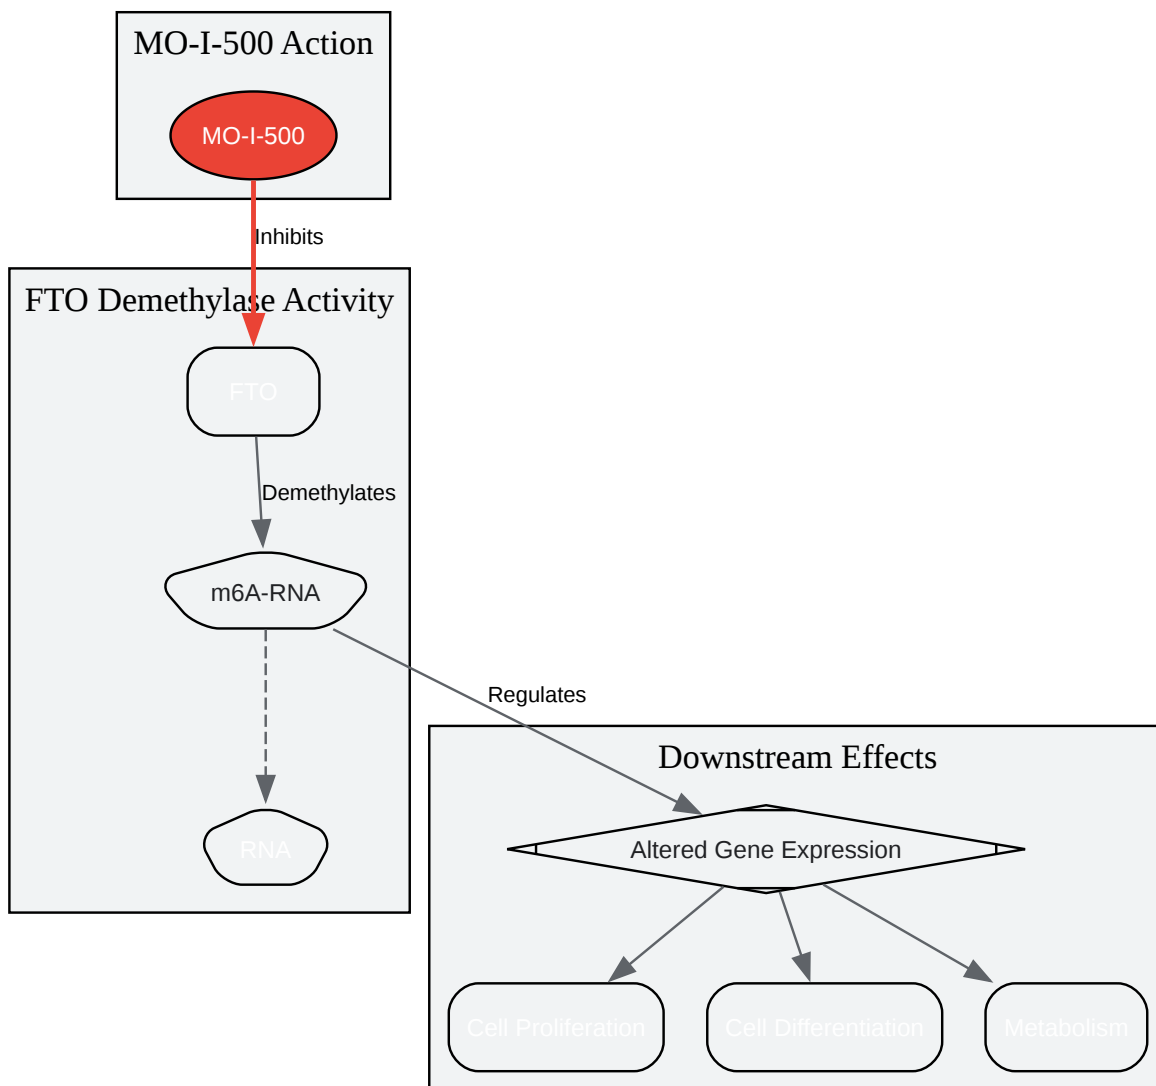 MO-I-500 Action
MO-I-500
Inhibits
FTO Demethylase Activity
FTO
Demethylates
m6A-RNA
Regulates
RNA
Downstream Effects
Altered Gene Expression
Cell Proliferation
Cell Differentiation
Metabolism